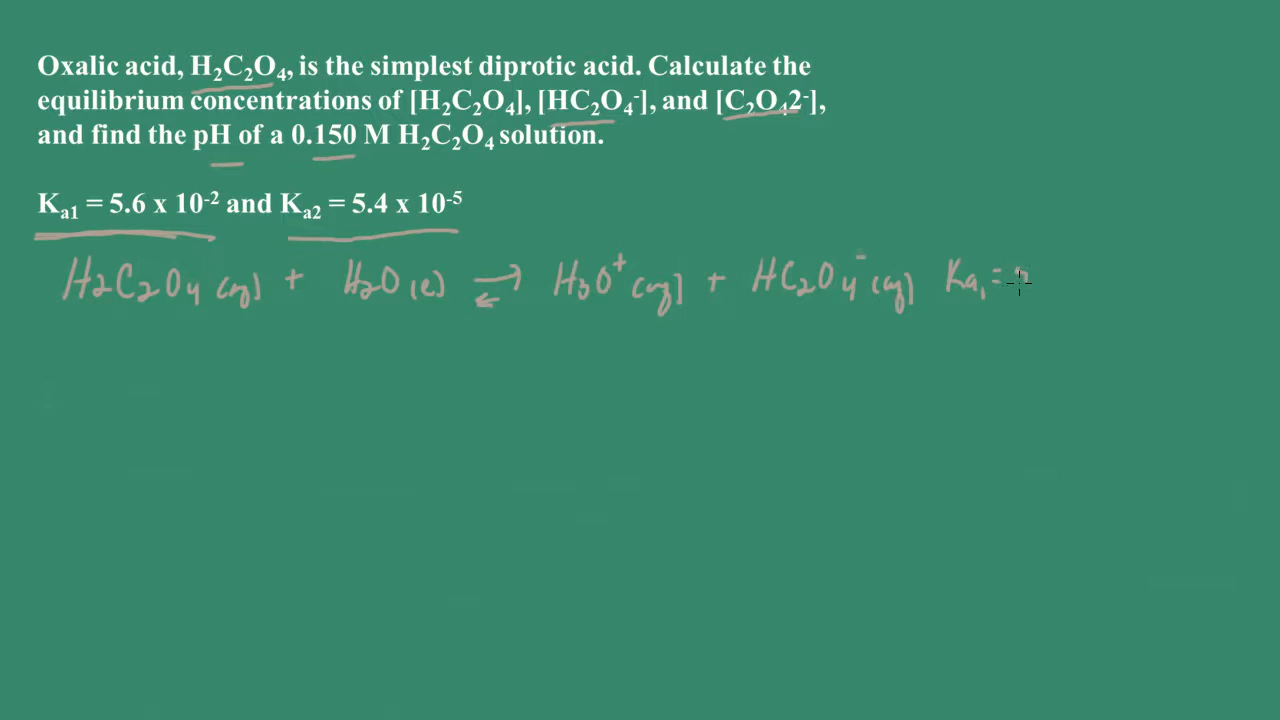 Oxalic acid, H₂C₂O₄, is the simplest diprotic acid. Calculate the
equilibrium concentrations of [H₂C₂O₄], [HC₂O₄⁻], and [C₂O₄2⁻],
and find the pH of a 0.150 M H₂C₂O₄ solution.
Kₐ₁ = 5.6 x 10⁻² and Kₐ₂ = 5.4 x 10⁻⁵
H₂C₂O₄ (aq) + H₂O (l) ⇌ H₃O⁺ (aq) + HC₂O₄⁻ (aq) Ka₁ =